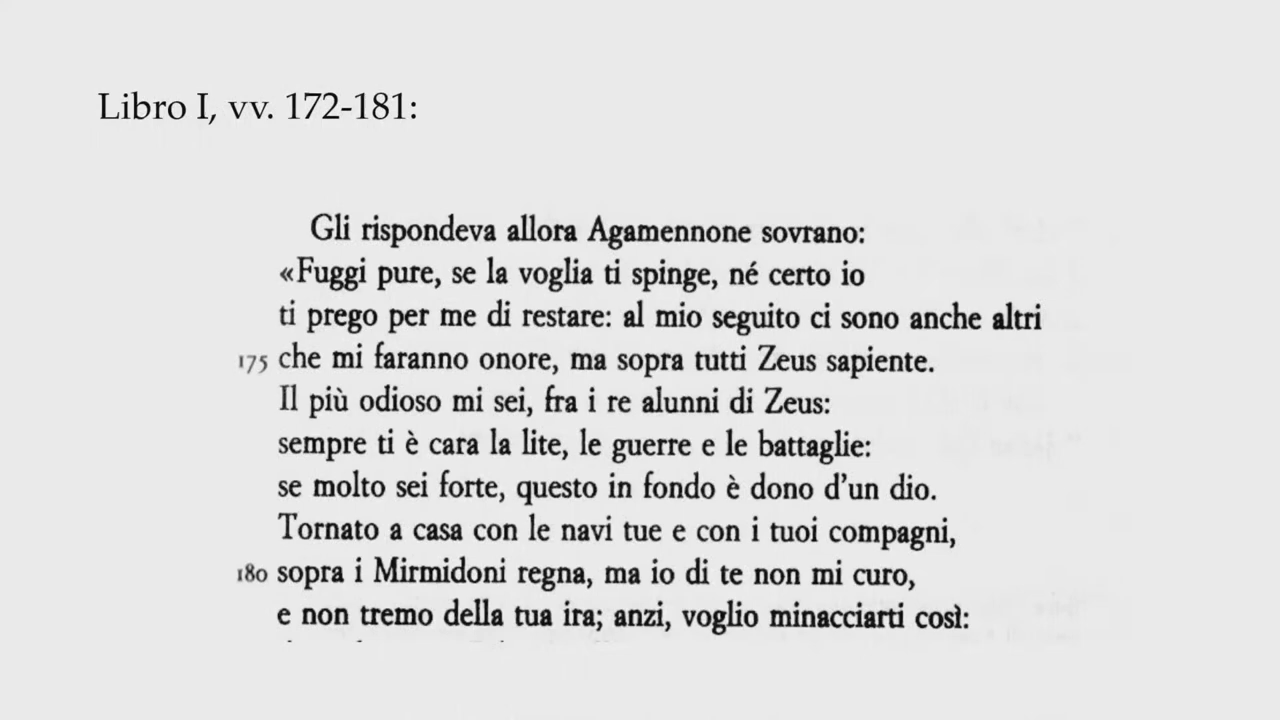 Libro I, vv. 172-181:
Gli rispondeva allora Agamennone sovrano:
«Fuggi pure, se la voglia ti spinge, né certo io
ti prego per me di restare: al mio seguito ci sono anche altri
175 che mi faranno onore, ma sopra tutti Zeus sapiente.
Il più odioso mi sei, fra i re alunni di Zeus:
sempre ti è cara la lite, le guerre e le battaglie:
se molto sei forte, questo in fondo è dono d'un dio.
Tornato a casa con le navi tue e con i tuoi compagni,
180 sopra i Mirmidoni regna, ma io di te non mi curo,
e non tremo della tua ira; anzi, voglio minacciarti così: